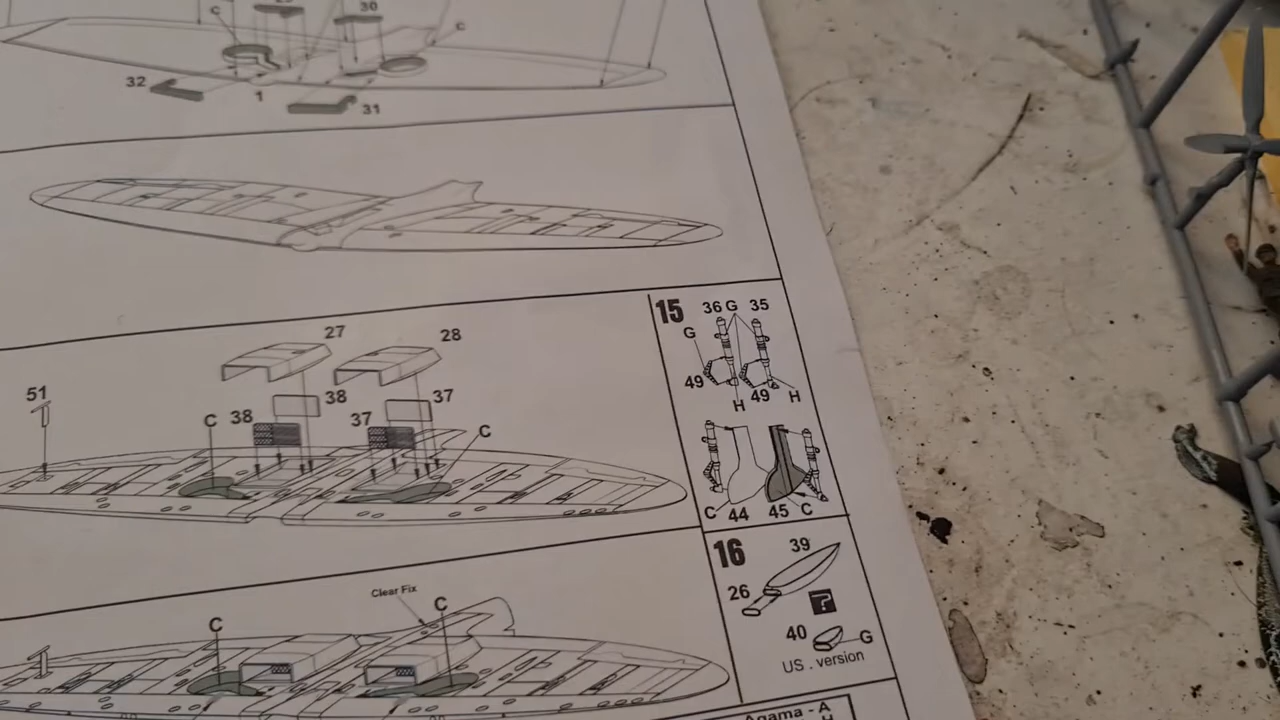 C
30
C
32
1
31
15
36 G 35
G
49
49
H
H
C 44 45 C
27
28
51
38
37
C
38
37
C
16
39
26
?
40
G
US . version
Clear Fix
C
C
Agama - A